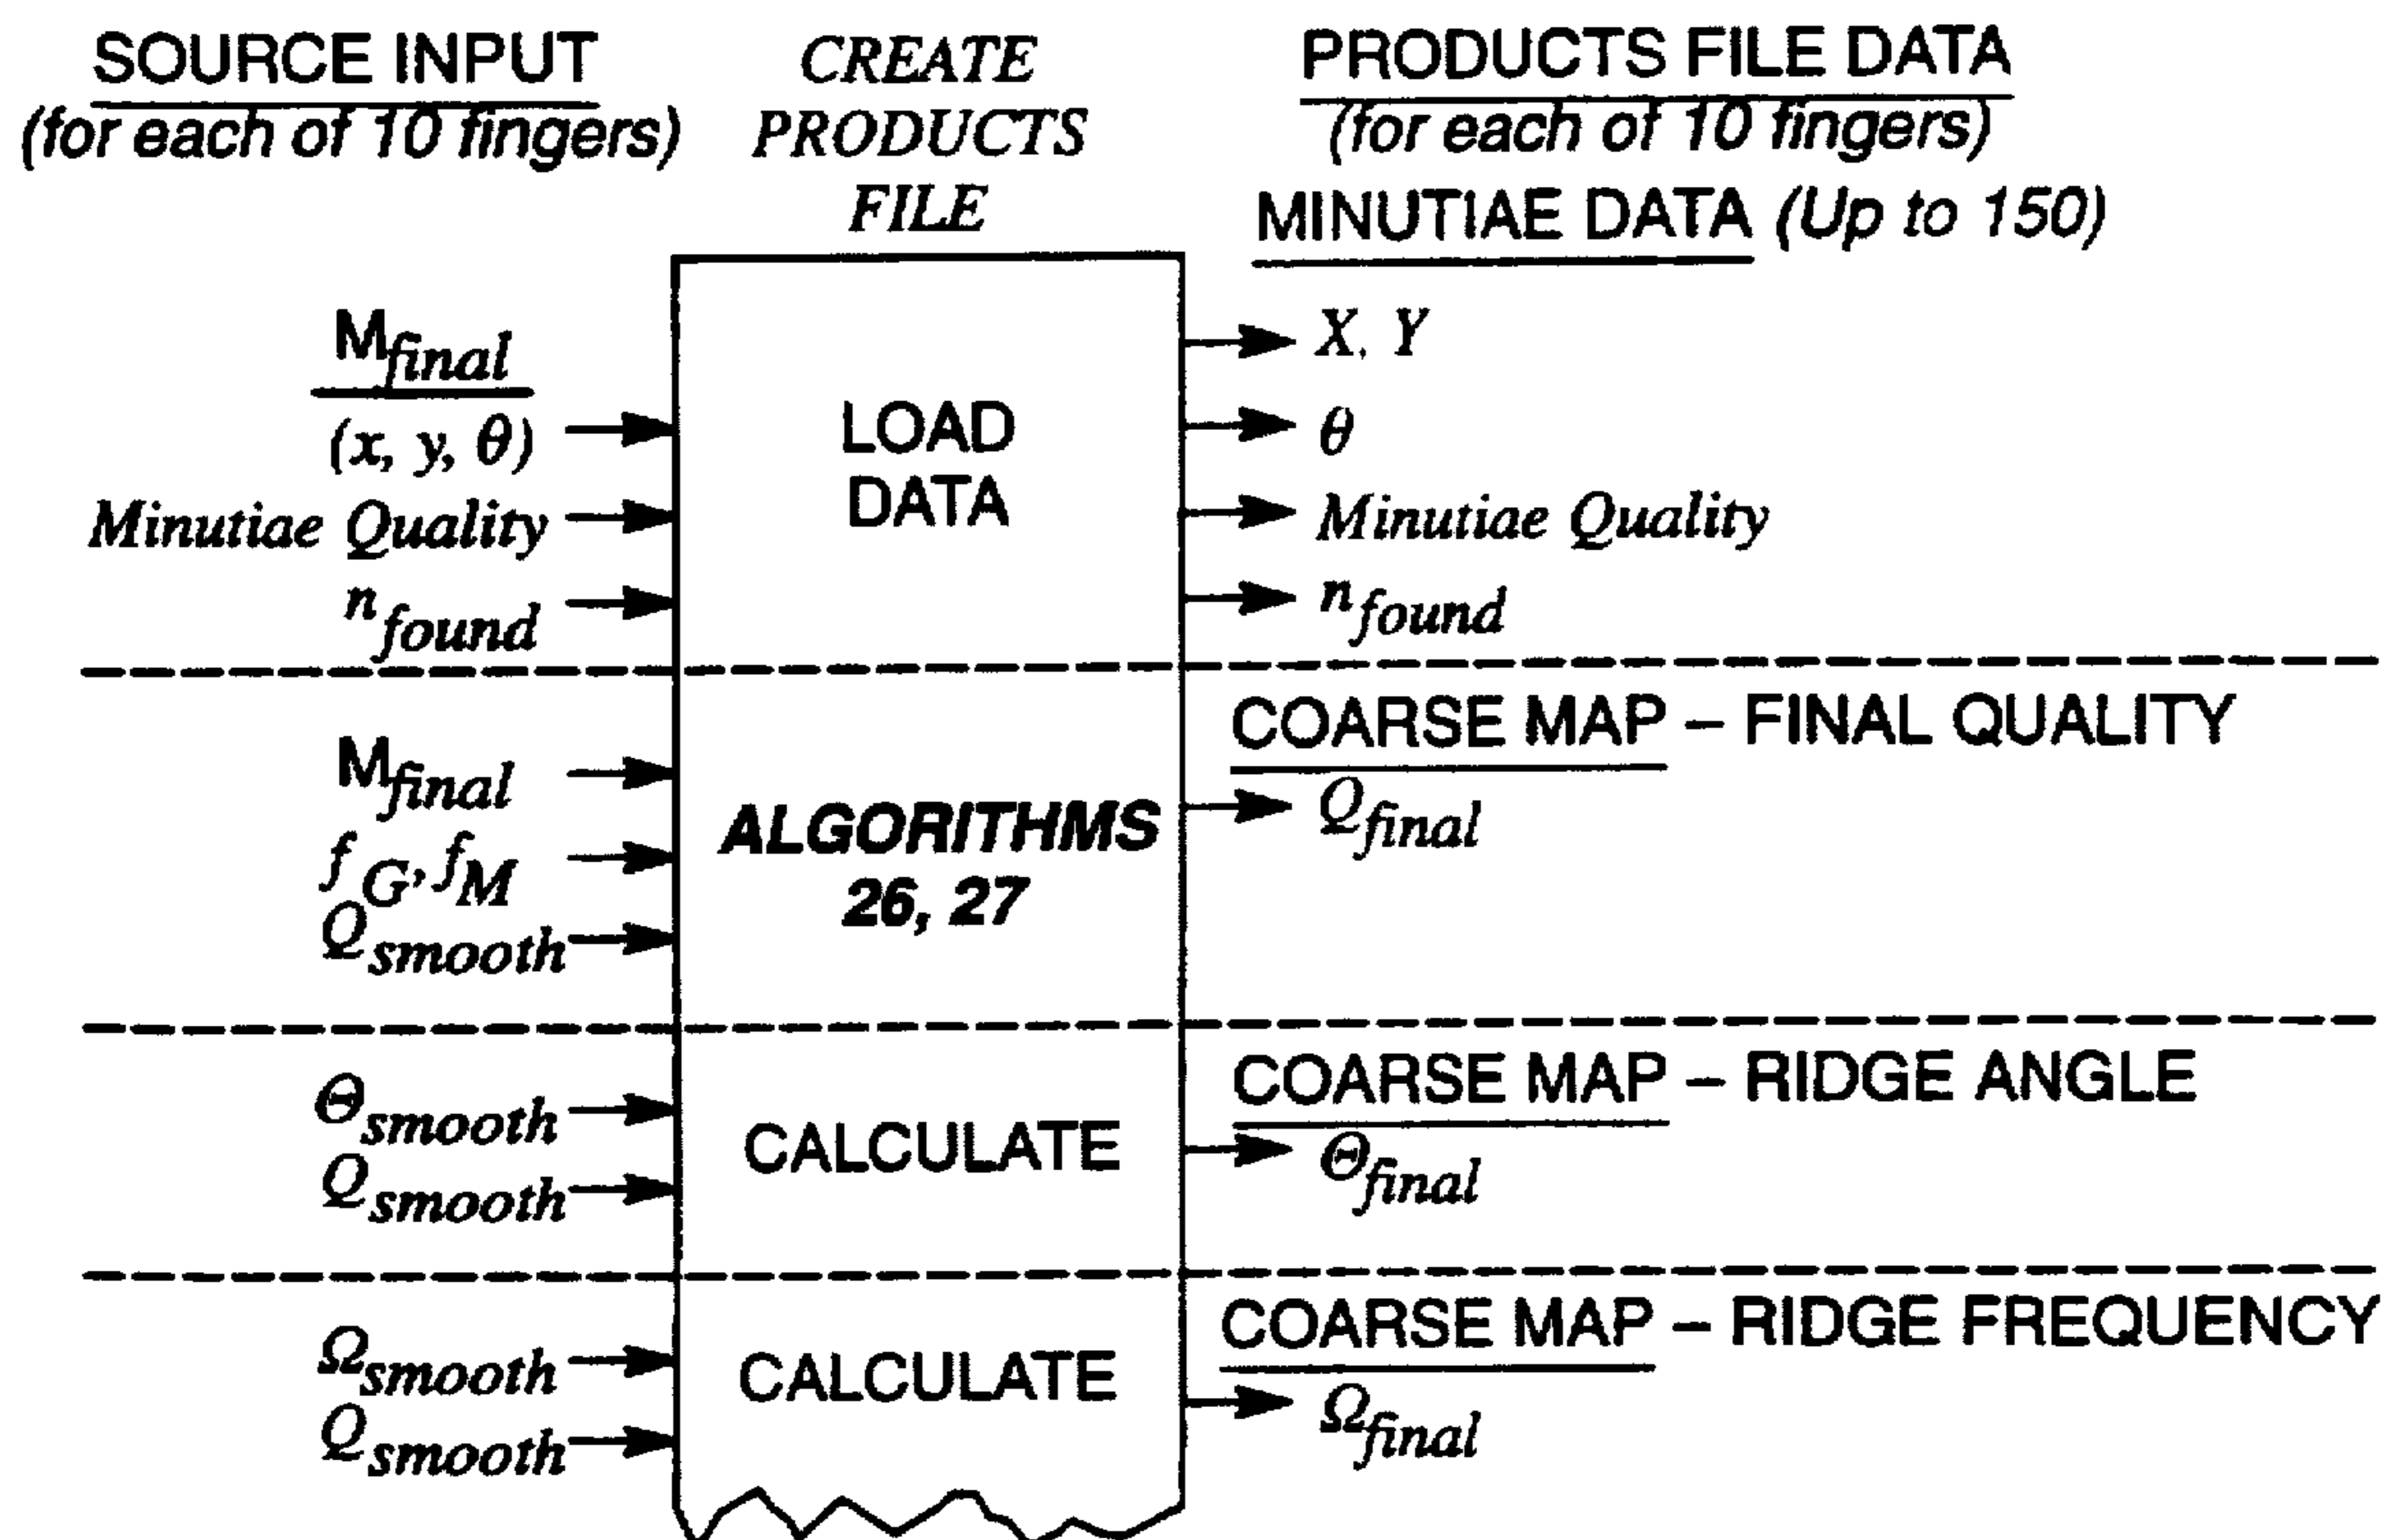 SOURCE INPUT
(for each of 10 fingers)
CREATE
PRODUCTS
FILE
PRODUCTS FILE DATA
(for each of 10 fingers)
MINUTIAE DATA (Up to 150)
M_final
(x, y, θ)
Minutiae Quality
n_found
LOAD
DATA
X, Y
θ
Minutiae Quality
n_found
M_final
f_G, f_M
Q_smooth
ALGORITHMS
26, 27
COARSE MAP – FINAL QUALITY
Q_final
Θ_smooth
Q_smooth
CALCULATE
COARSE MAP – RIDGE ANGLE
Θ_final
Ω_smooth
Q_smooth
CALCULATE
COARSE MAP – RIDGE FREQUENCY
Ω_final